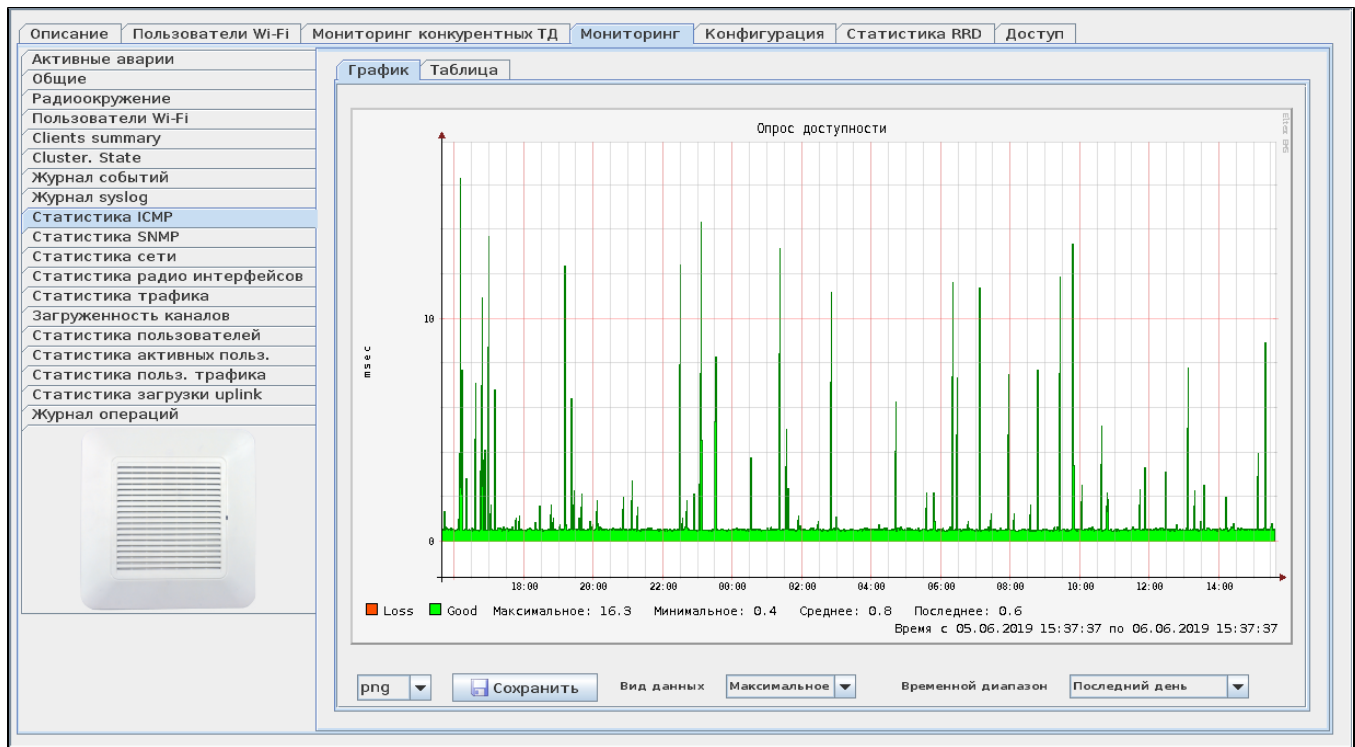 Описание Пользователи Wi-Fi Мониторинг конкурентных ТД Мониторинг Конфигурация Статистика RRD Доступ
Активные аварии
Общие
Радиоокружение
Пользователи Wi-Fi
Clients summary
Cluster. State
Журнал событий
Журнал syslog
Статистика ICMP
Статистика SNMP
Статистика сети
Статистика радио интерфейсов
Статистика трафика
Загруженность каналов
Статистика пользователей
Статистика активных польз.
Статистика польз. трафика
Статистика загрузки uplink
Журнал операций
График Таблица
Опрос доступности
Eltex EMS
10
msec
0
18:00 20:00 22:00 00:00 02:00 04:00 06:00 08:00 10:00 12:00 14:00
Loss Good Максимальное: 16.3 Минимальное: 0.4 Среднее: 0.8 Последнее: 0.6
Время с 05.06.2019 15:37:37 по 06.06.2019 15:37:37
png Сохранить Вид данных Максимальное Временной диапазон Последний день